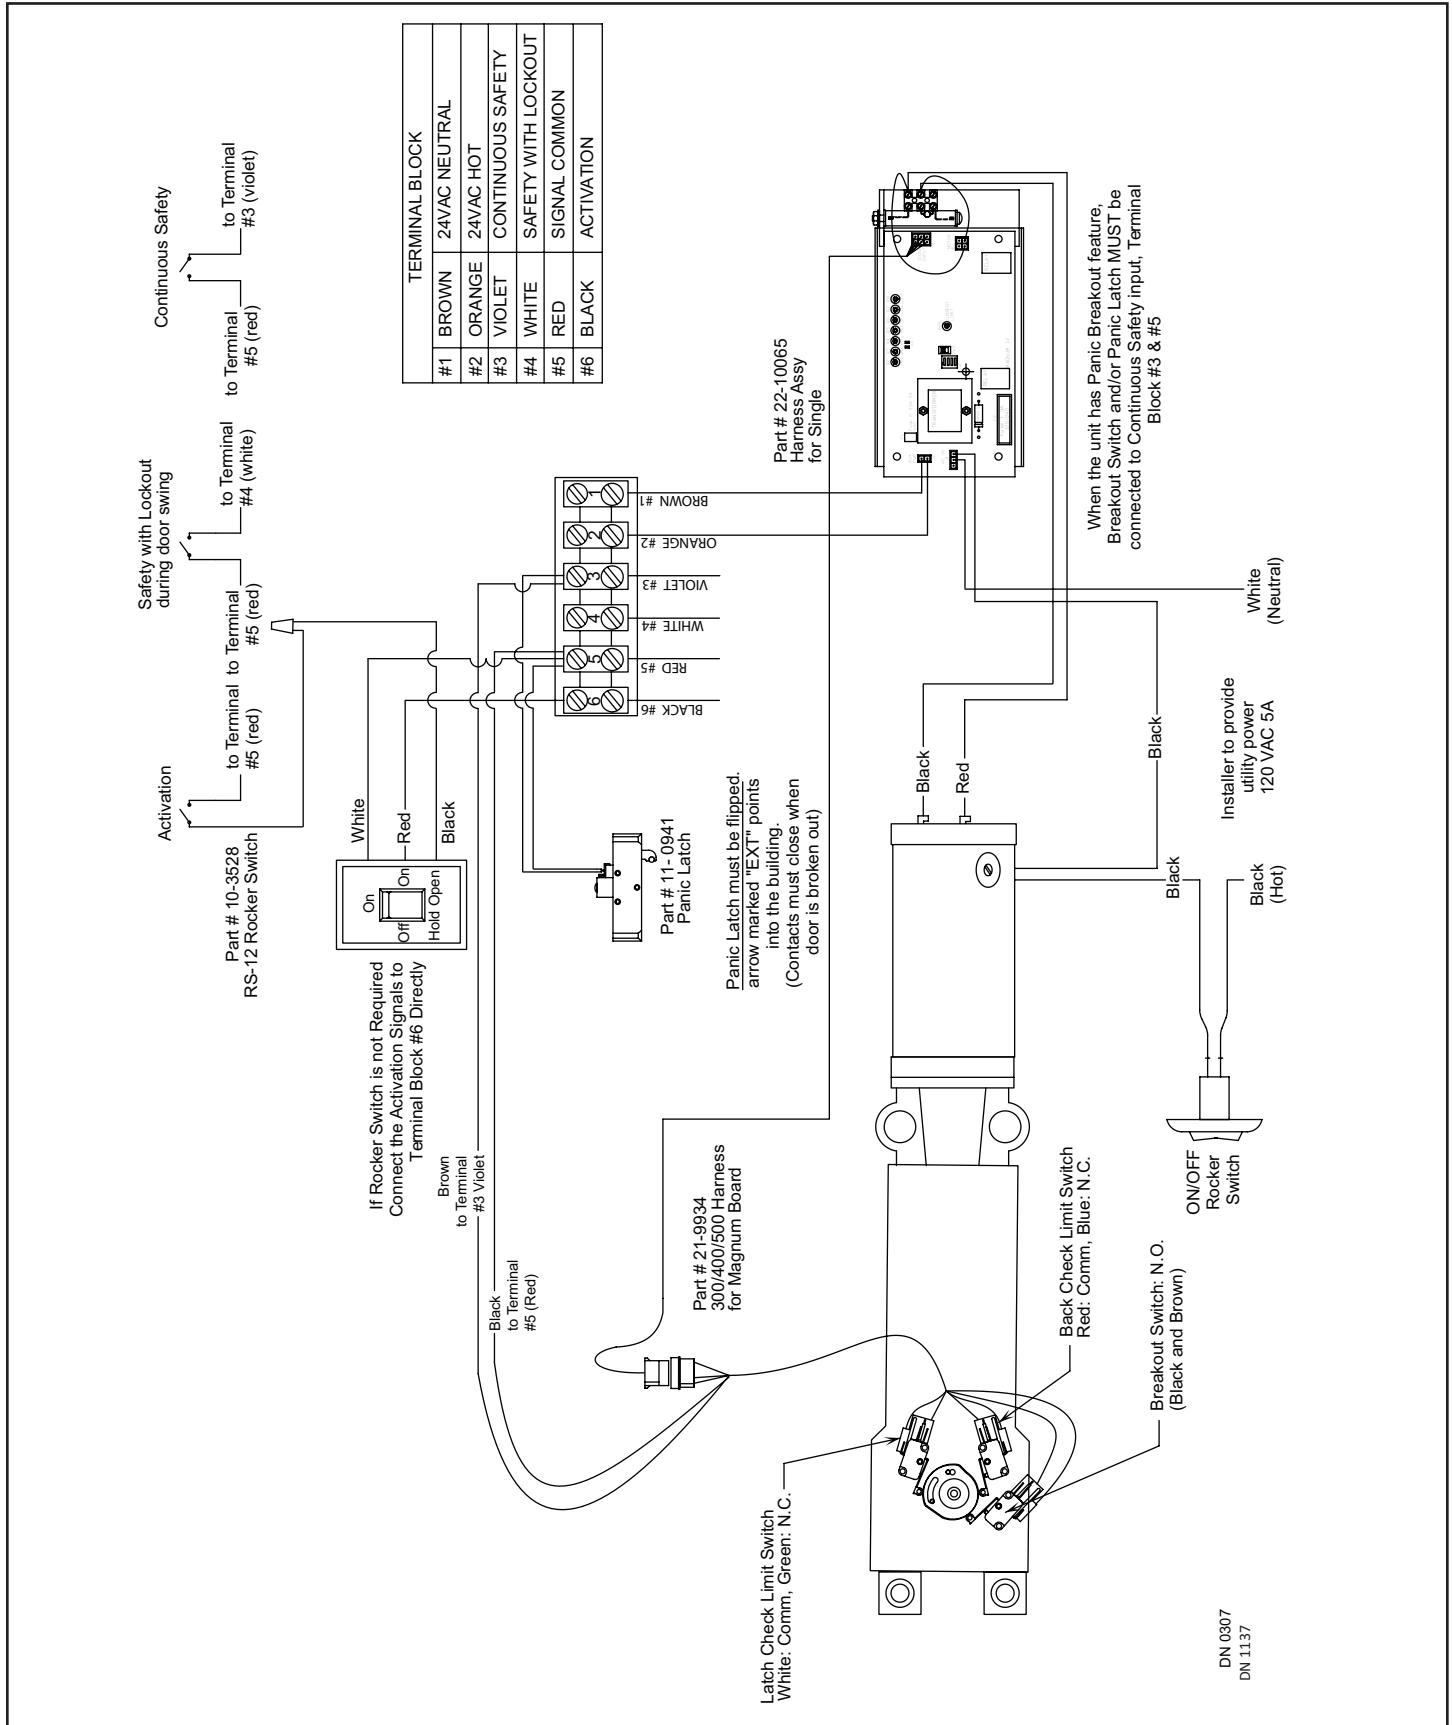 Activation
to Terminal
#5 (red)
Safety with Lockout
during door swing
to Terminal
#5 (red)
to Terminal
#4 (white)
Continuous Safety
to Terminal
#5 (red)
to Terminal
#3 (violet)
Part # 10-3528
RS-12 Rocker Switch
On
Off
On
Hold Open
White
Red
Black
If Rocker Switch is not Required
Connect the Activation Signals to
Terminal Block #6 Directly
TERMINAL BLOCK
#1 BROWN 24VAC NEUTRAL
#2 ORANGE 24VAC HOT
#3 VIOLET CONTINUOUS SAFETY
#4 WHITE SAFETY WITH LOCKOUT
#5 RED SIGNAL COMMON
#6 BLACK ACTIVATION
Brown
to Terminal
#3 Violet
Black
to Terminal
#5 (Red)
6
5
4
3
2
1
BLACK #6
RED #5
WHITE #4
VIOLET #3
ORANGE #2
BROWN #1
Part # 11- 0941
Panic Latch
Panic Latch must be flipped.
arrow marked "EXT" points
into the building.
(Contacts must close when
door is broken out)
Part # 21-9934
300/400/500 Harness
for Magnum Board
Part # 22-10065
Harness Assy
for Single
When the unit has Panic Breakout feature,
Breakout Switch and/or Panic Latch MUST be
connected to Continuous Safety input, Terminal
Block #3 & #5
Latch Check Limit Switch
White: Comm, Green: N.C.
Back Check Limit Switch
Red: Comm, Blue: N.C.
Breakout Switch: N.O.
(Black and Brown)
Black
Red
Black
Black
White
(Neutral)
Installer to provide
utility power
120 VAC 5A
Black
(Hot)
ON/OFF
Rocker
Switch
DN 0307
DN 1137